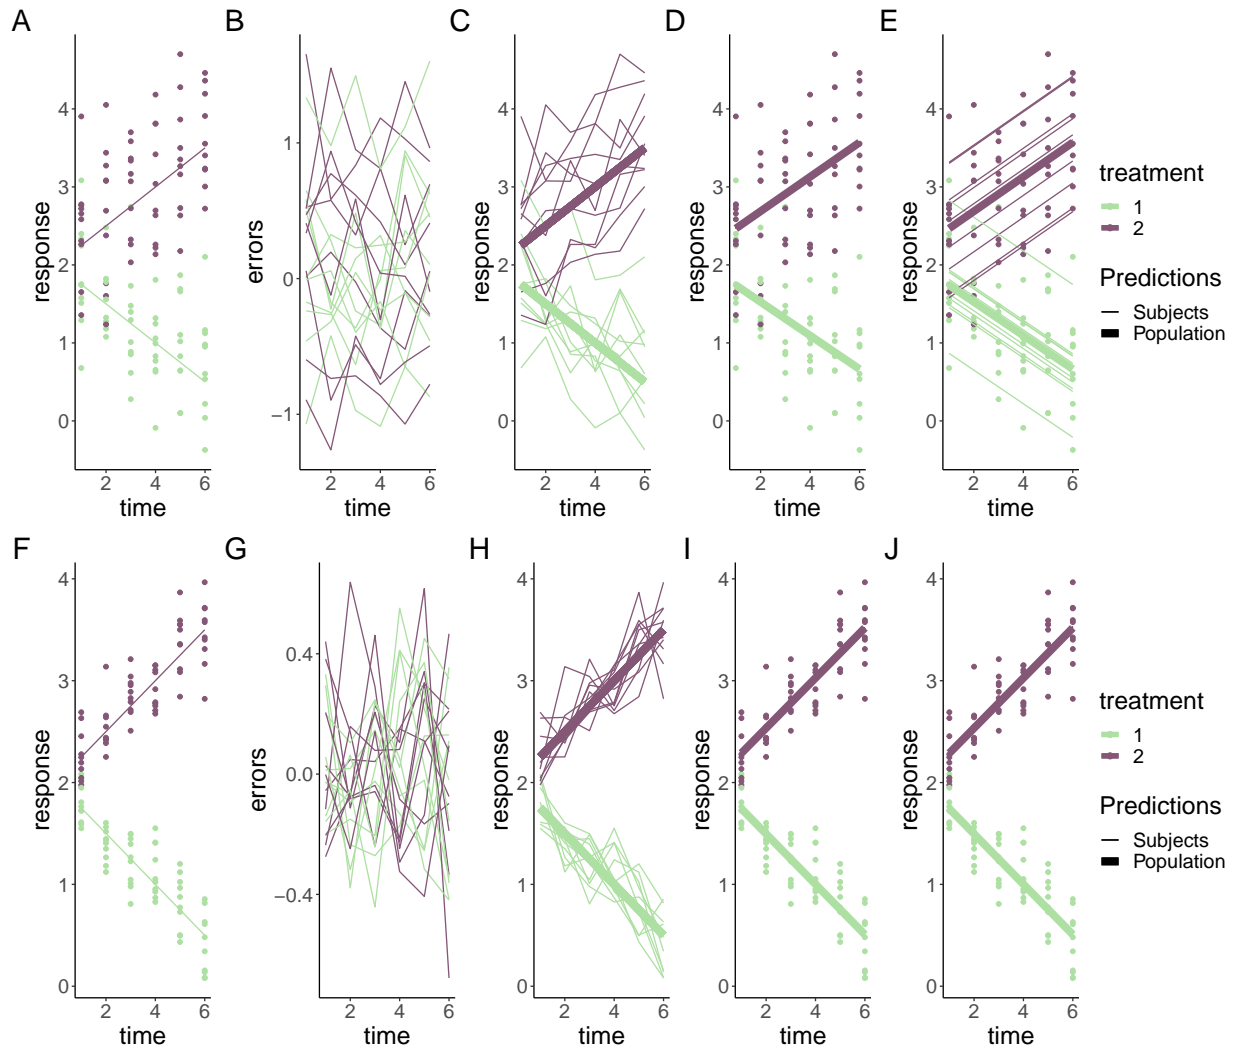 A B C D E
response
4
3
2
1
0
2 4 6
time
errors
1
0
−1
2 4 6
time
response
4
3
2
1
0
2 4 6
time
response
4
3
2
1
0
2 4 6
time
response
4
3
2
1
0
2 4 6
time
treatment
1
2
Predictions
Subjects
Population
F G H I J
response
4
3
2
1
0
2 4 6
time
errors
0.4
0.0
−0.4
2 4 6
time
response
4
3
2
1
0
2 4 6
time
response
4
3
2
1
0
2 4 6
time
response
4
3
2
1
0
2 4 6
time
treatment
1
2
Predictions
Subjects
Population